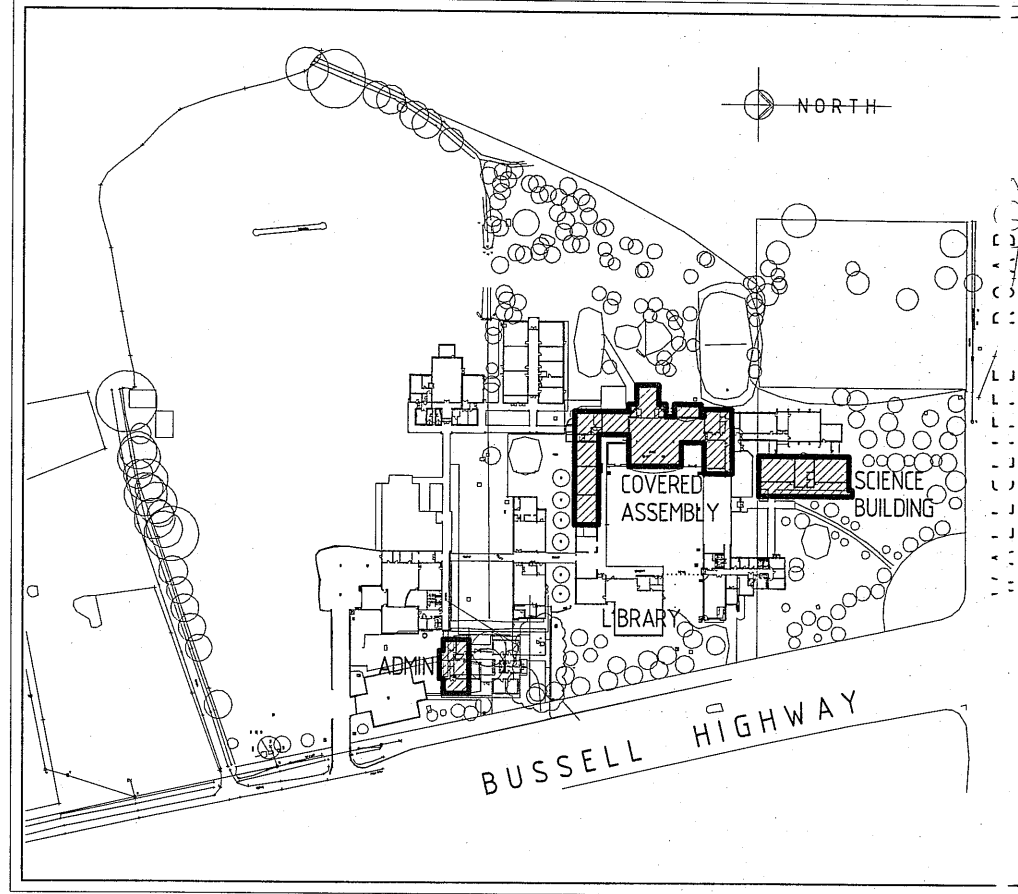 NORTH
COVERED
ASSEMBLY
SCIENCE
BUILDING
LIBRARY
ADMIN
BUSSELL HIGHWAY